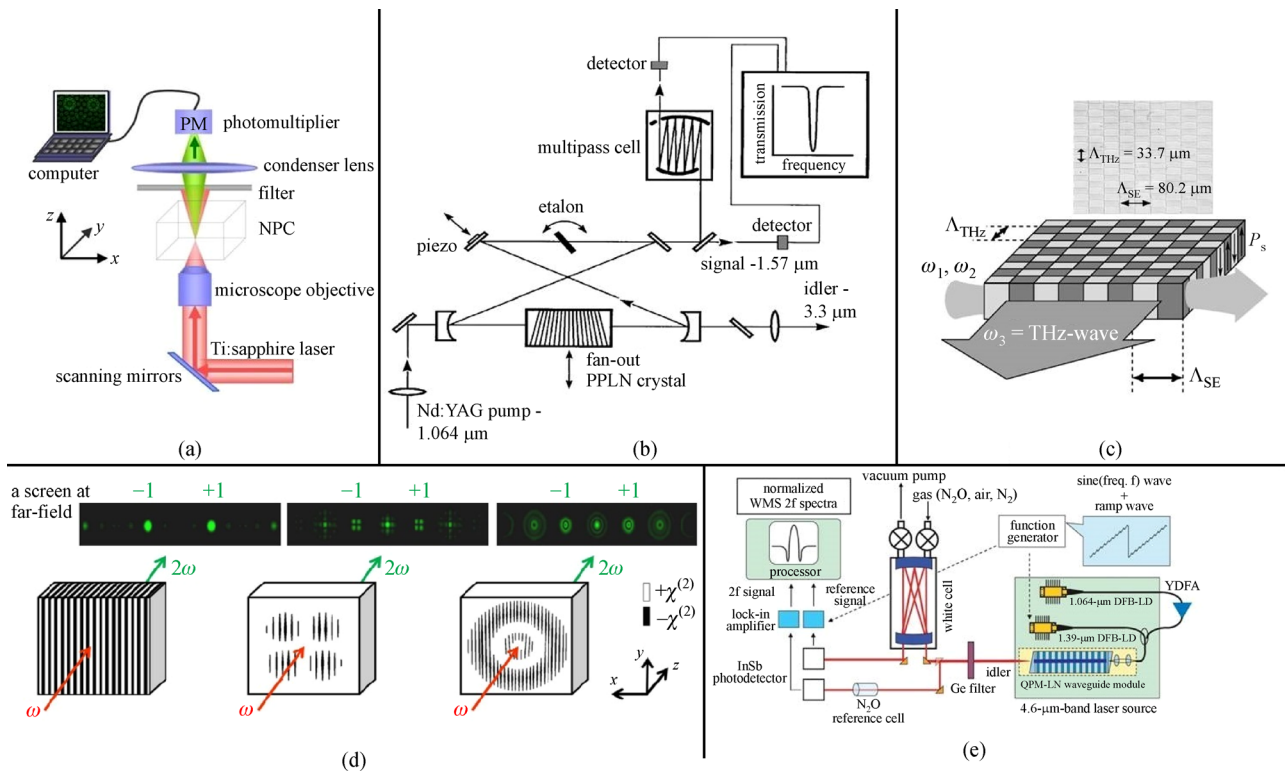 PM
photomultiplier
computer
condenser lens
filter
z
y
x
NPC
microscope objective
Ti:sapphire laser
scanning mirrors
(a)
detector
multipass cell
transmission
frequency
etalon
piezo
detector
signal -1.57 μm
idler -
3.3 μm
fan-out
PPLN crystal
Nd:YAG pump -
1.064 μm
(b)
Λ_THz = 33.7 μm
Λ_SE = 80.2 μm
Λ_THz
P_s
ω₁, ω₂
ω₃ = THz-wave
Λ_SE
(c)
a screen at
far-field
−1 +1
−1 +1
−1 +1
2ω
2ω
2ω
+χ⁽²⁾
−χ⁽²⁾
y
z
x
ω
ω
ω
(d)
vacuum pump
gas (N₂O, air, N₂)
sine(freq. f) wave
+
ramp wave
normalized
WMS 2f spectra
function
generator
processor
2f signal
reference
signal
lock-in
amplifier
white cell
YDFA
1.064-μm DFB-LD
1.39-μm DFB-LD
InSb
photodetector
idler
Ge filter
QPM-LN waveguide module
N₂O
reference cell
4.6-μm-band laser source
(e)